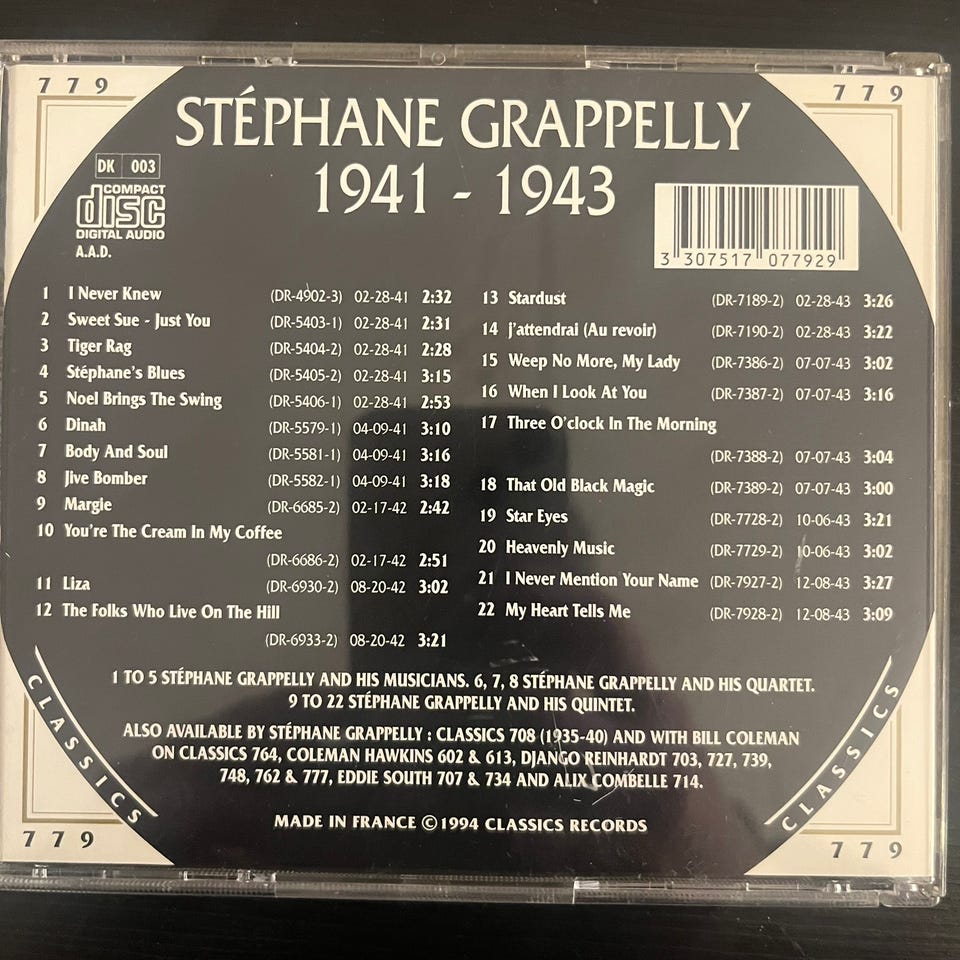 779
779
STÉPHANE GRAPPELLY
1941 - 1943
DK 003
COMPACT
disc
DIGITAL AUDIO
A.A.D.
3 307517 077929
1 I Never Knew (DR-4902-3) 02-28-41 2:32
2 Sweet Sue - Just You (DR-5403-1) 02-28-41 2:31
3 Tiger Rag (DR-5404-2) 02-28-41 2:28
4 Stéphane's Blues (DR-5405-2) 02-28-41 3:15
5 Noel Brings The Swing (DR-5406-1) 02-28-41 2:53
6 Dinah (DR-5579-1) 04-09-41 3:10
7 Body And Soul (DR-5581-1) 04-09-41 3:16
8 Jive Bomber (DR-5582-1) 04-09-41 3:18
9 Margie (DR-6685-2) 02-17-42 2:42
10 You're The Cream In My Coffee
(DR-6686-2) 02-17-42 2:51
11 Liza (DR-6930-2) 08-20-42 3:02
12 The Folks Who Live On The Hill
(DR-6933-2) 08-20-42 3:21
13 Stardust (DR-7189-2) 02-28-43 3:26
14 J'attendrai (Au revoir) (DR-7190-2) 02-28-43 3:22
15 Weep No More, My Lady (DR-7386-2) 07-07-43 3:02
16 When I Look At You (DR-7387-2) 07-07-43 3:16
17 Three O'clock In The Morning
(DR-7388-2) 07-07-43 3:04
18 That Old Black Magic (DR-7389-2) 07-07-43 3:00
19 Star Eyes (DR-7728-2) 10-06-43 3:21
20 Heavenly Music (DR-7729-2) 10-06-43 3:02
21 I Never Mention Your Name (DR-7927-2) 12-08-43 3:27
22 My Heart Tells Me (DR-7928-2) 12-08-43 3:09
1 TO 5 STÉPHANE GRAPPELLY AND HIS MUSICIANS. 6, 7, 8 STÉPHANE GRAPPELLY AND HIS QUARTET.
9 TO 22 STÉPHANE GRAPPELLY AND HIS QUINTET.
ALSO AVAILABLE BY STÉPHANE GRAPPELLY : CLASSICS 708 (1935-40) AND WITH BILL COLEMAN
ON CLASSICS 764, COLEMAN HAWKINS 602 & 613, DJANGO REINHARDT 703, 727, 739,
748, 762 & 777, EDDIE SOUTH 707 & 734 AND ALIX COMBELLE 714.
MADE IN FRANCE ©1994 CLASSICS RECORDS
CLASSICS
CLASSICS
779
779